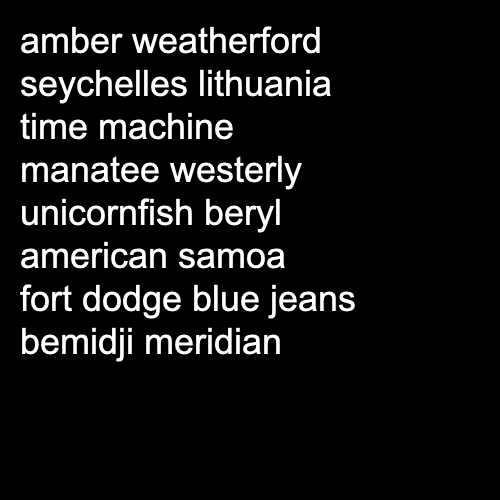 amber weatherford
seychelles lithuania
time machine
manatee westerly
unicornfish beryl
american samoa
fort dodge blue jeans
bemidji meridian